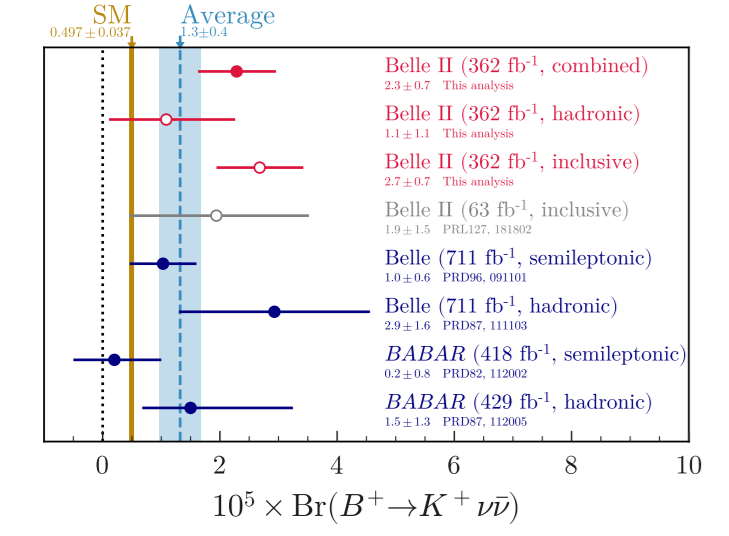 SM Average
0.497 ± 0.037 1.3±0.4
Belle II (362 fb⁻¹, combined)
2.3 ± 0.7 This analysis
Belle II (362 fb⁻¹, hadronic)
1.1 ± 1.1 This analysis
Belle II (362 fb⁻¹, inclusive)
2.7 ± 0.7 This analysis
Belle II (63 fb⁻¹, inclusive)
1.9 ± 1.5 PRL127, 181802
Belle (711 fb⁻¹, semileptonic)
1.0 ± 0.6 PRD96, 091101
Belle (711 fb⁻¹, hadronic)
2.9 ± 1.6 PRD87, 111103
BABAR (418 fb⁻¹, semileptonic)
0.2 ± 0.8 PRD82, 112002
BABAR (429 fb⁻¹, hadronic)
1.5 ± 1.3 PRD87, 112005
0 2 4 6 8 10
10⁵ × Br(B⁺→K⁺νν̄)